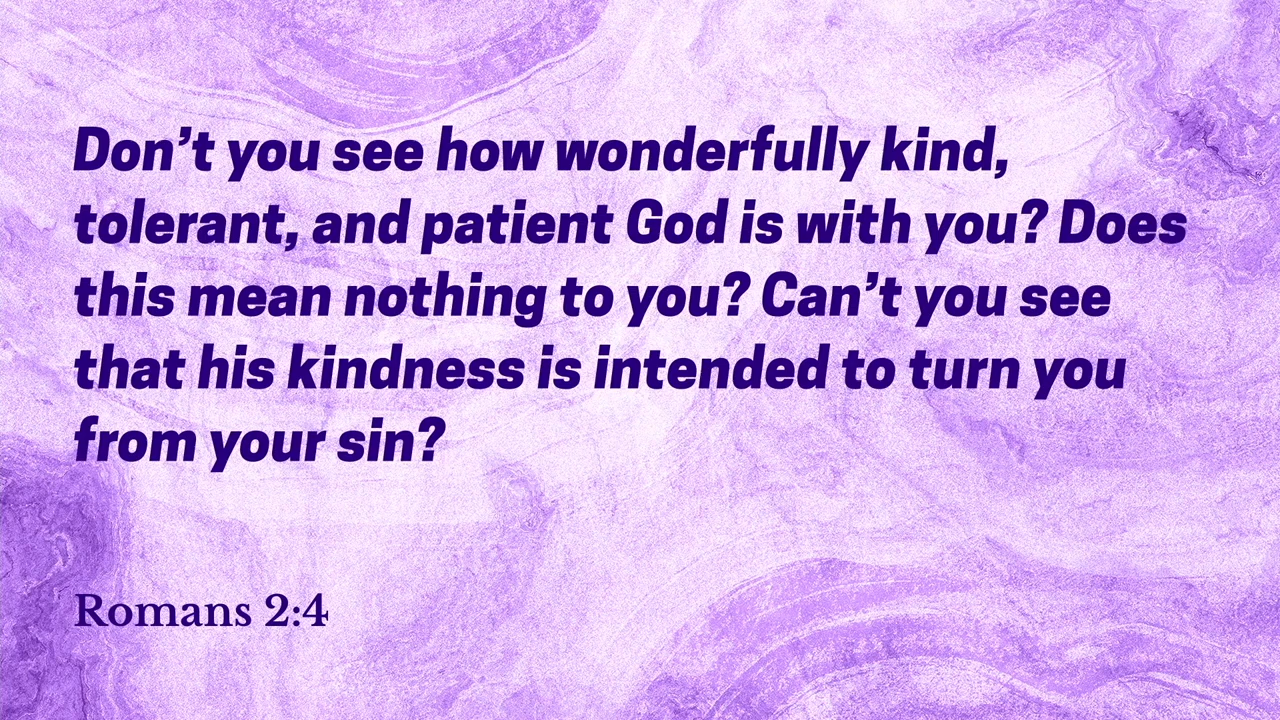 Don’t you see how wonderfully kind,
tolerant, and patient God is with you? Does
this mean nothing to you? Can’t you see
that his kindness is intended to turn you
from your sin?
Romans 2:4